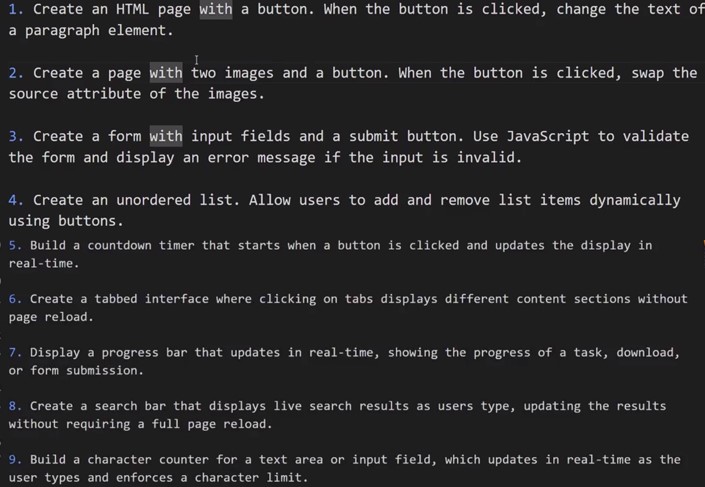 1. Create an HTML page with a button. When the button is clicked, change the text of
a paragraph element.
2. Create a page with two images and a button. When the button is clicked, swap the
source attribute of the images.
3. Create a form with input fields and a submit button. Use JavaScript to validate
the form and display an error message if the input is invalid.
4. Create an unordered list. Allow users to add and remove list items dynamically
using buttons.
5. Build a countdown timer that starts when a button is clicked and updates the display in
real-time.
6. Create a tabbed interface where clicking on tabs displays different content sections without
page reload.
7. Display a progress bar that updates in real-time, showing the progress of a task, download,
or form submission.
8. Create a search bar that displays live search results as users type, updating the results
without requiring a full page reload.
9. Build a character counter for a text area or input field, which updates in real-time as the
user types and enforces a character limit.